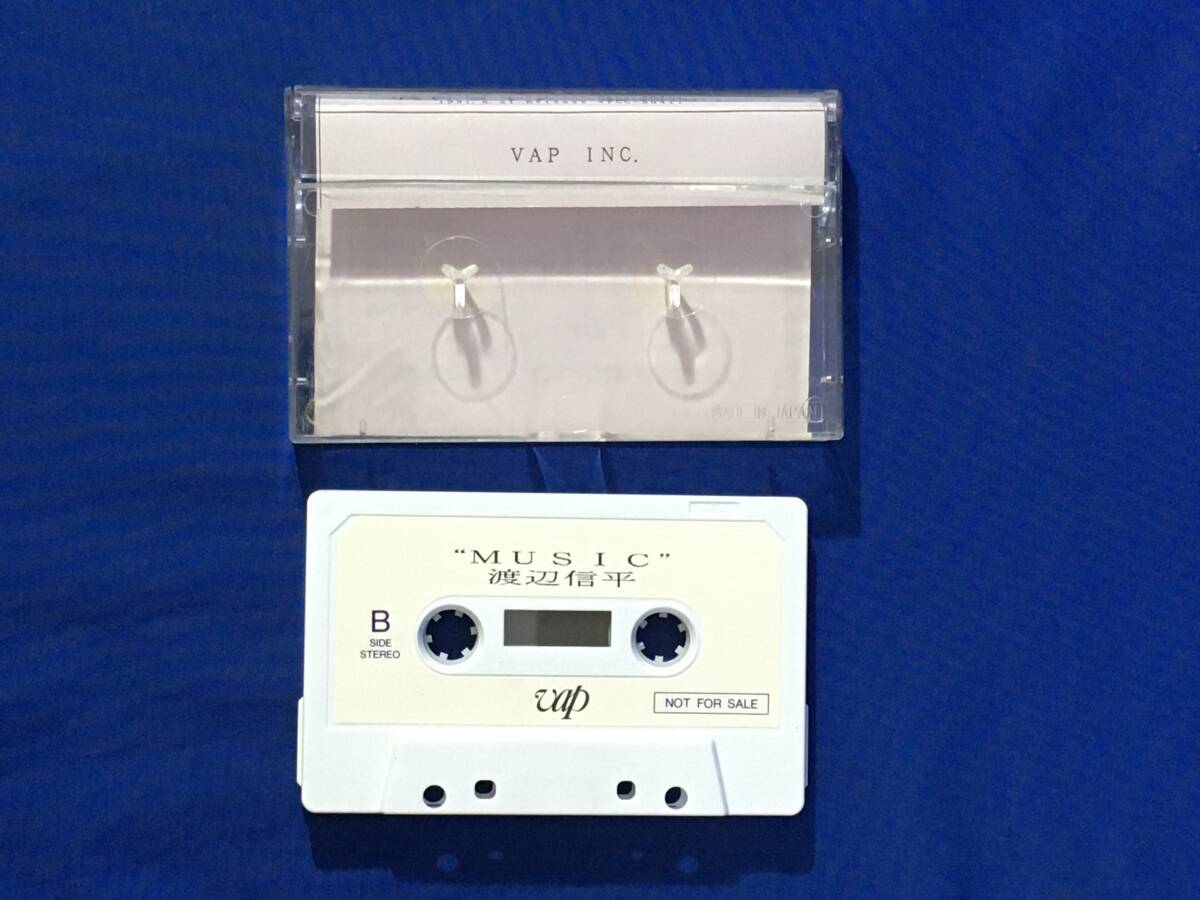 VAP INC.
MADE IN JAPAN
"MUSIC"
渡辺信平
B
SIDE
STEREO
vap
NOT FOR SALE